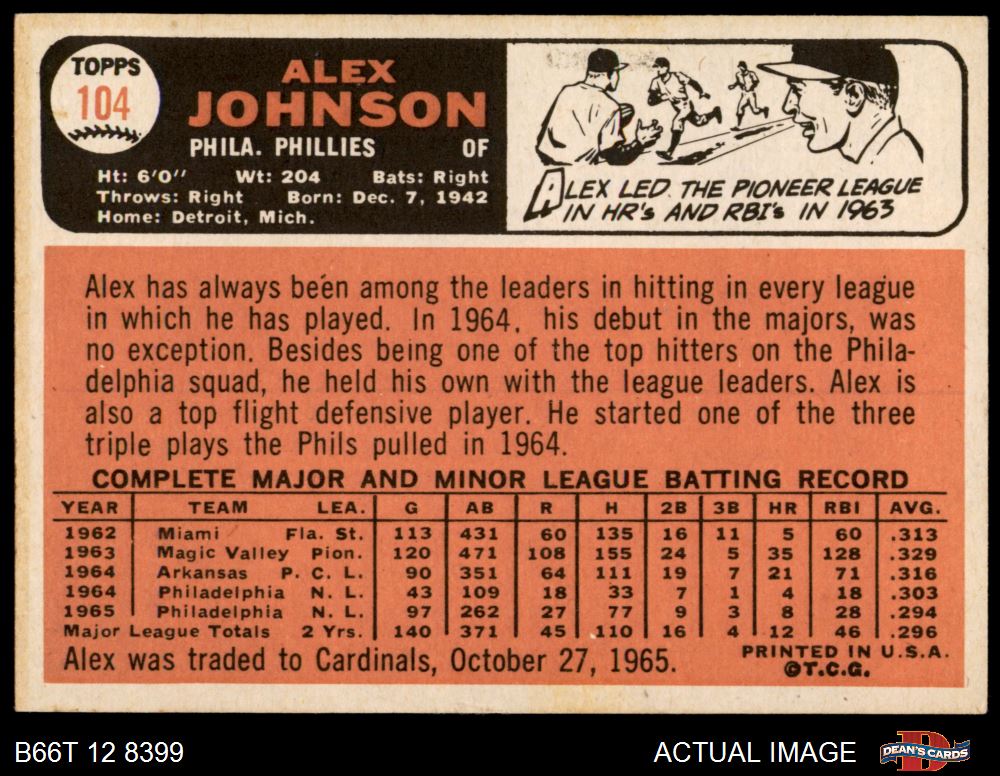 TOPPS
104
ALEX
JOHNSON
PHILA. PHILLIES OF
Ht: 6'0" Wt: 204 Bats: Right
Throws: Right Born: Dec. 7, 1942
Home: Detroit, Mich.
ALEX LED THE PIONEER LEAGUE
IN HR's AND RBI's IN 1963
Alex has always been among the leaders in hitting in every league
in which he has played. In 1964, his debut in the majors, was
no exception. Besides being one of the top hitters on the Phila-
delphia squad, he held his own with the league leaders. Alex is
also a top flight defensive player. He started one of the three
triple plays the Phils pulled in 1964.
COMPLETE MAJOR AND MINOR LEAGUE BATTING RECORD
YEAR TEAM LEA. G AB R H 2B 3B HR RBI AVG.
1962 Miami Fla. St. 113 431 60 135 16 11 5 60 .313
1963 Magic Valley Pion. 120 471 108 155 24 5 35 128 .329
1964 Arkansas P. C. L. 90 351 64 111 19 7 21 71 .316
1964 Philadelphia N. L. 43 109 18 33 7 1 4 18 .303
1965 Philadelphia N. L. 97 262 27 77 9 3 8 28 .294
Major League Totals 2 Yrs. 140 371 45 110 16 4 12 46 .296
Alex was traded to Cardinals, October 27, 1965.
PRINTED IN U.S.A.
©T.C.G.
B66T 12 8399
ACTUAL IMAGE
DEAN'S CARDS